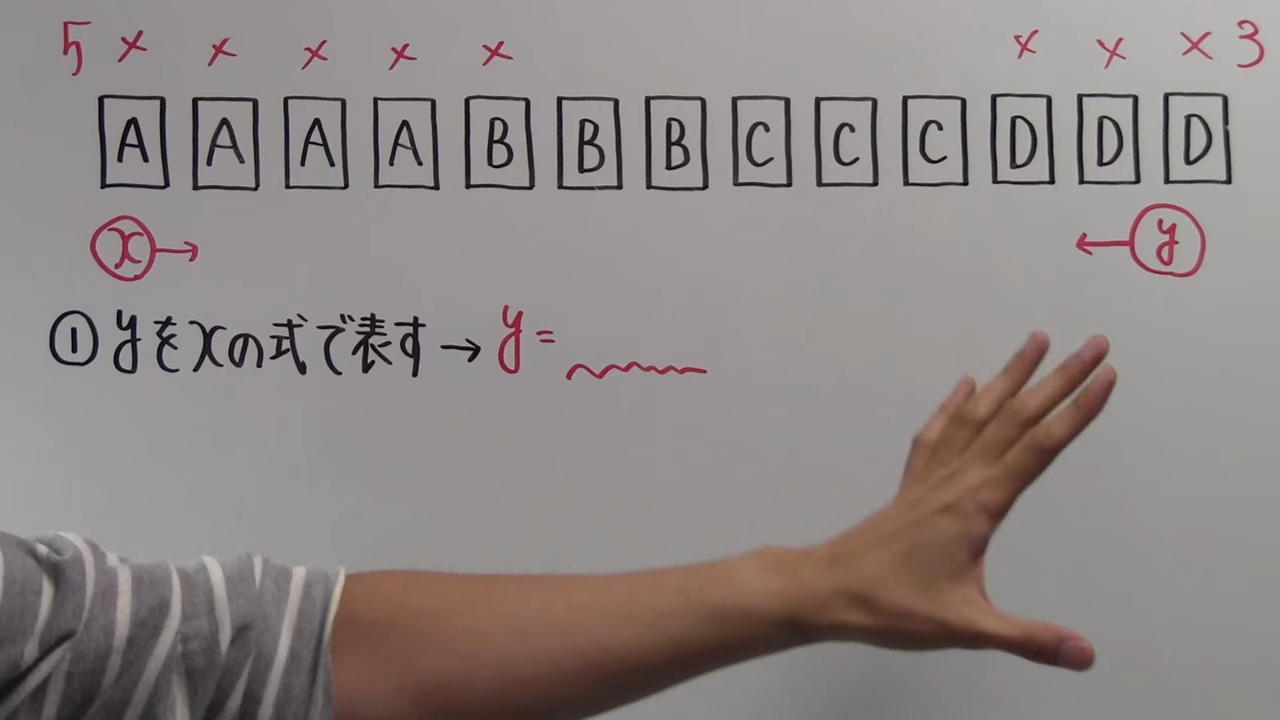 5 × × × × × × × × 3
A A A A B B B C C C D D D
x → ← y
① yをxの式で表す → y=